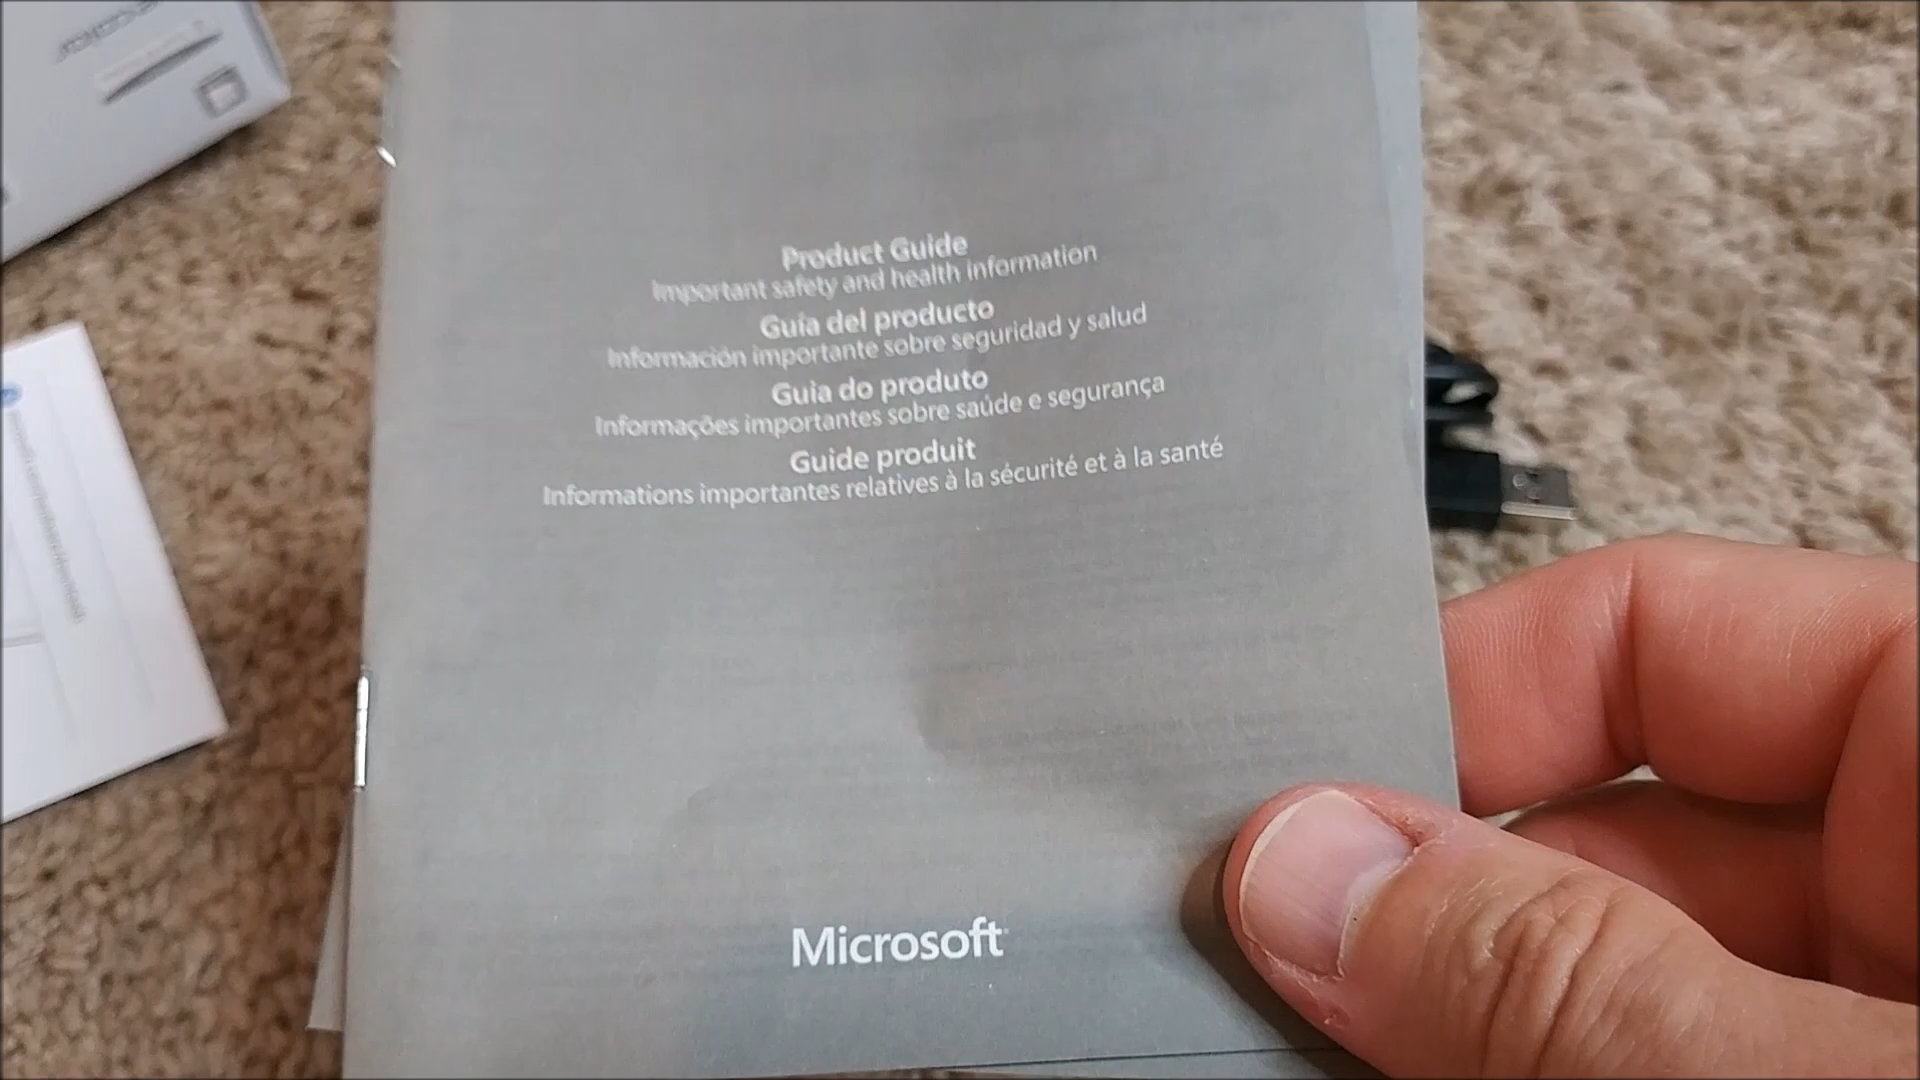 Product Guide
Important safety and health information
Guía del producto
Información importante sobre seguridad y salud
Guia do produto
Informações importantes sobre saúde e segurança
Guide produit
Informations importantes relatives à la sécurité et à la santé
Microsoft